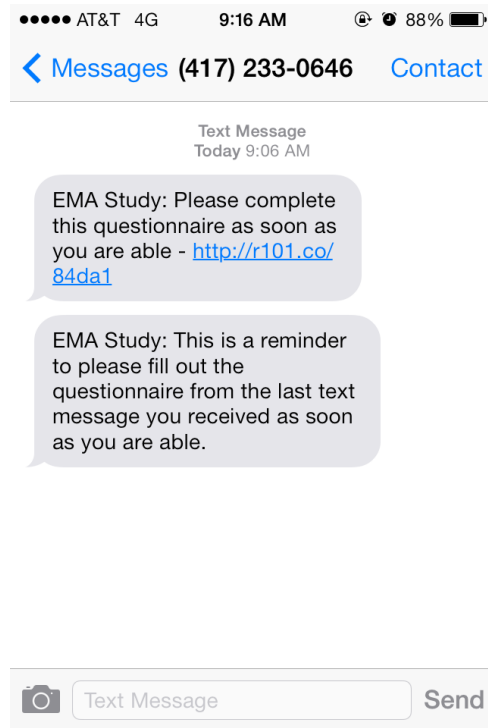 AT&T 4G 9:16 AM 88%
Messages (417) 233-0646 Contact
Text Message
Today 9:06 AM
EMA Study: Please complete
this questionnaire as soon as
you are able - http://r101.co/
84da1
EMA Study: This is a reminder
to please fill out the
questionnaire from the last text
message you received as soon
as you are able.
Text Message Send